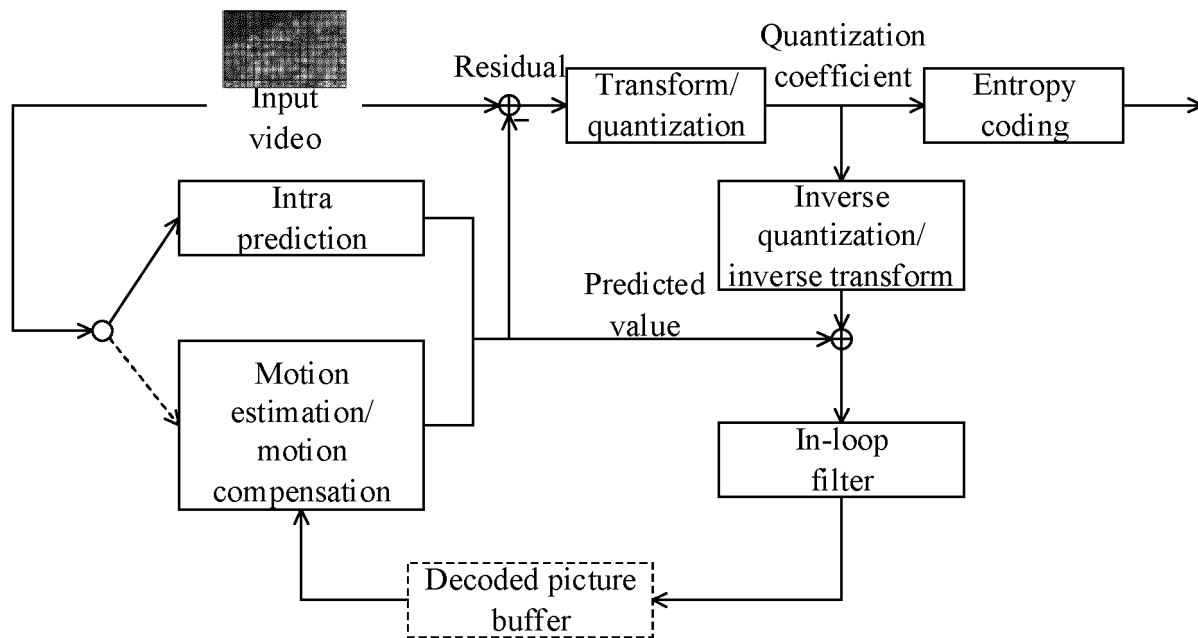 Input
video
Residual
Transform/
quantization
Quantization
coefficient
Entropy
coding
Intra
prediction
Inverse
quantization/
inverse transform
Predicted
value
Motion
estimation/
motion
compensation
In-loop
filter
Decoded picture
buffer